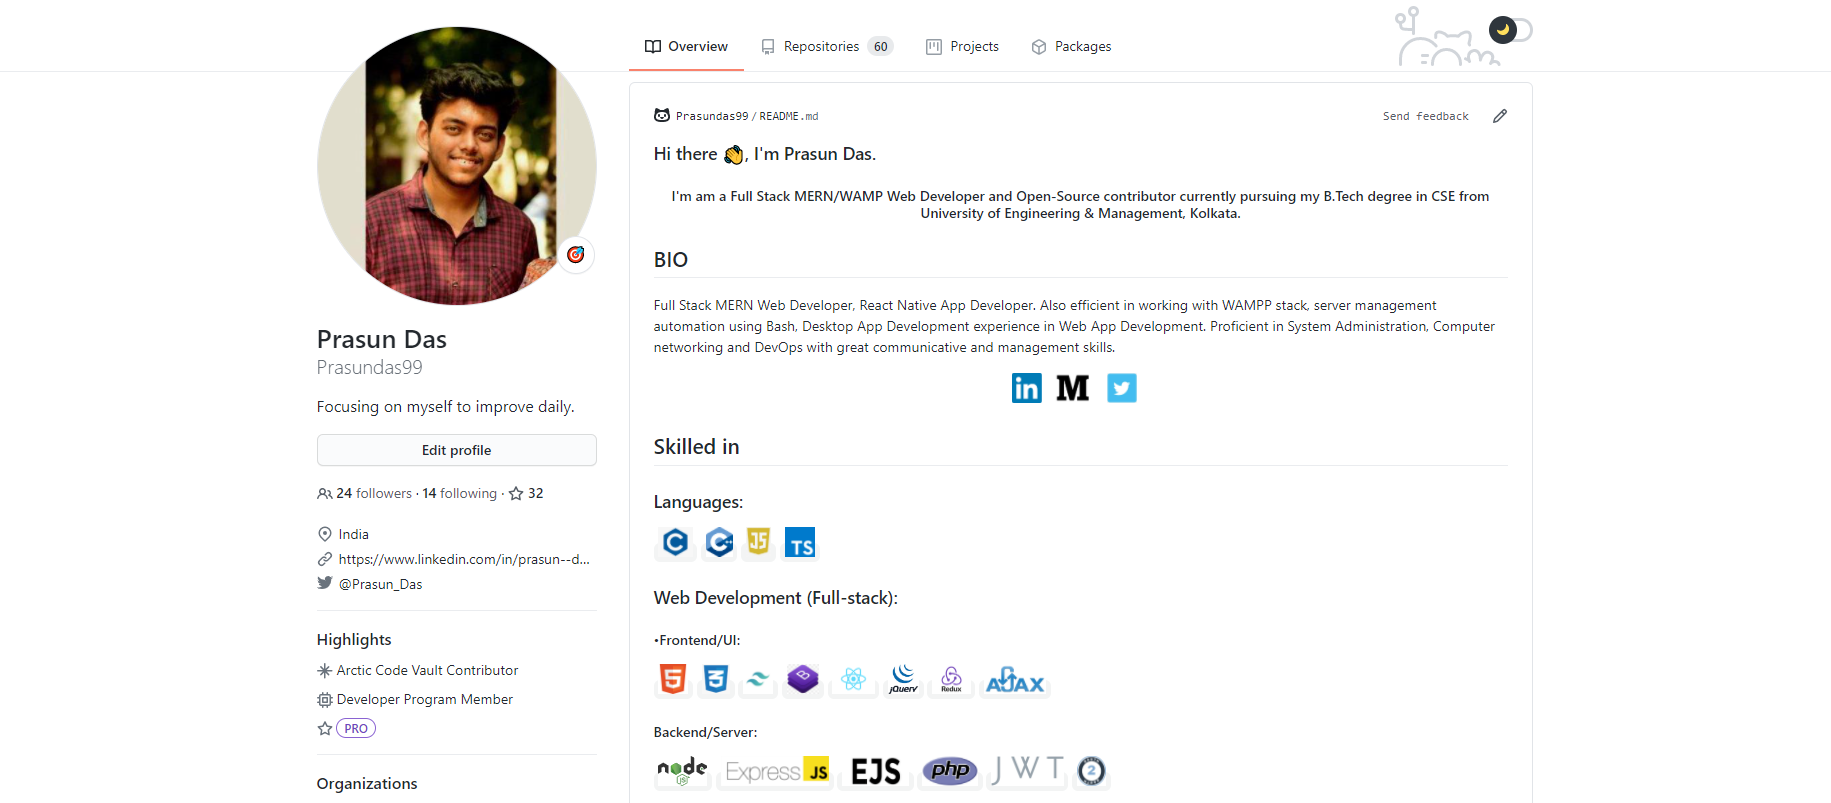 Overview
Repositories 60
Projects
Packages
Prasun Das
Prasundas99
Focusing on myself to improve daily.
Edit profile
24 followers · 14 following · 32
India
https://www.linkedin.com/in/prasun--d...
@Prasun_Das
Highlights
Arctic Code Vault Contributor
Developer Program Member
PRO
Organizations
Prasundas99/README.md
Send feedback
Hi there 👋, I'm Prasun Das.
I'm am a Full Stack MERN/WAMP Web Developer and Open-Source contributor currently pursuing my B.Tech degree in CSE from
University of Engineering & Management, Kolkata.
BIO
Full Stack MERN Web Developer, React Native App Developer. Also efficient in working with WAMPP stack, server management
automation using Bash, Desktop App Development experience in Web App Development. Proficient in System Administration, Computer
networking and DevOps with great communicative and management skills.
in M
Skilled in
Languages:
C C++ JS TS
Web Development (Full-stack):
•Frontend/UI:
5 3 B jQuery Redux AJAX
Backend/Server:
node JS Express JS EJS php JWT 2